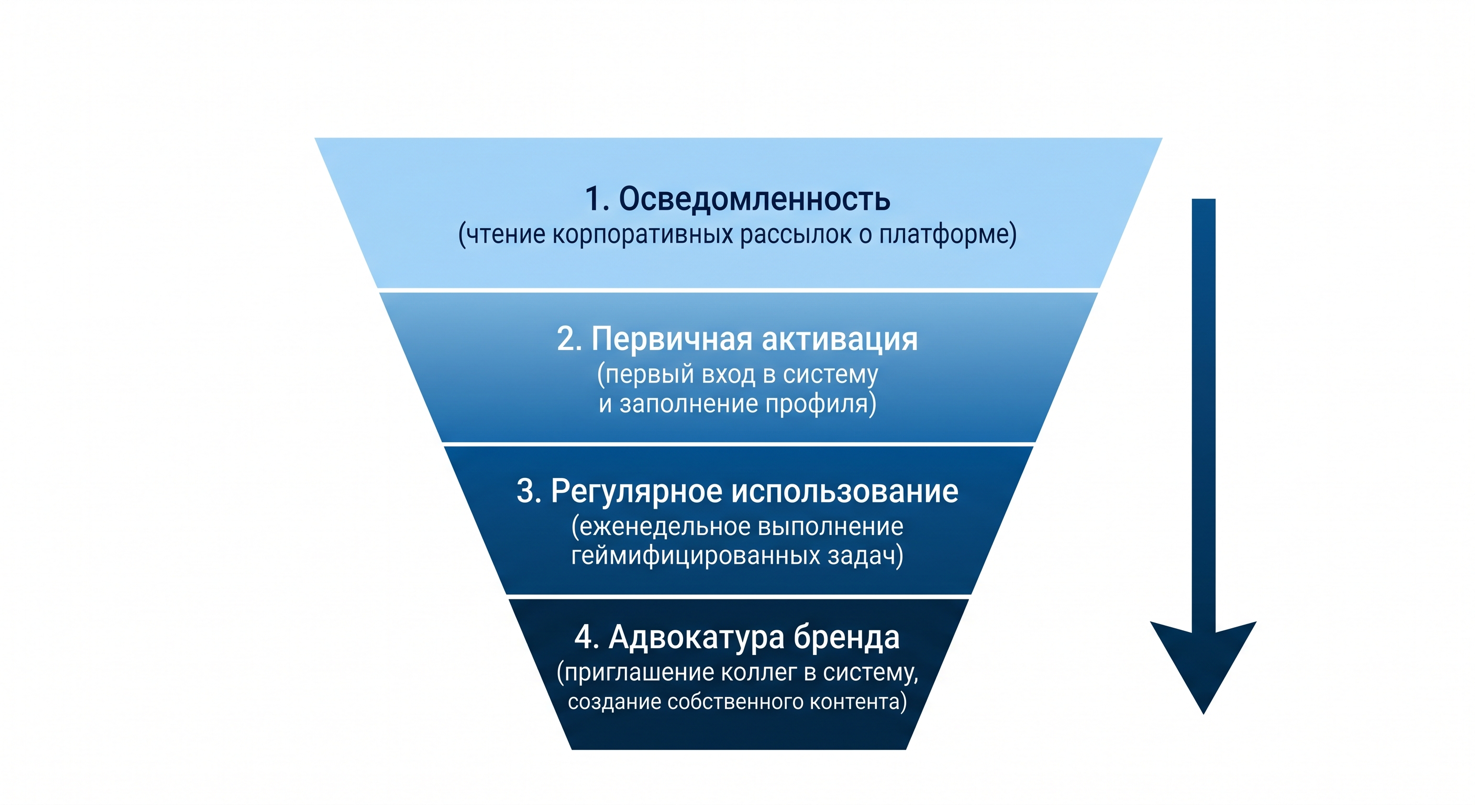 1. Осведомленность
(чтение корпоративных рассылок о платформе)
2. Первичная активация
(первый вход в систему
и заполнение профиля)
3. Регулярное использование
(еженедельное выполнение
геймифицированных задач)
4. Адвокатура бренда
(приглашение коллег в систему,
создание собственного контента)